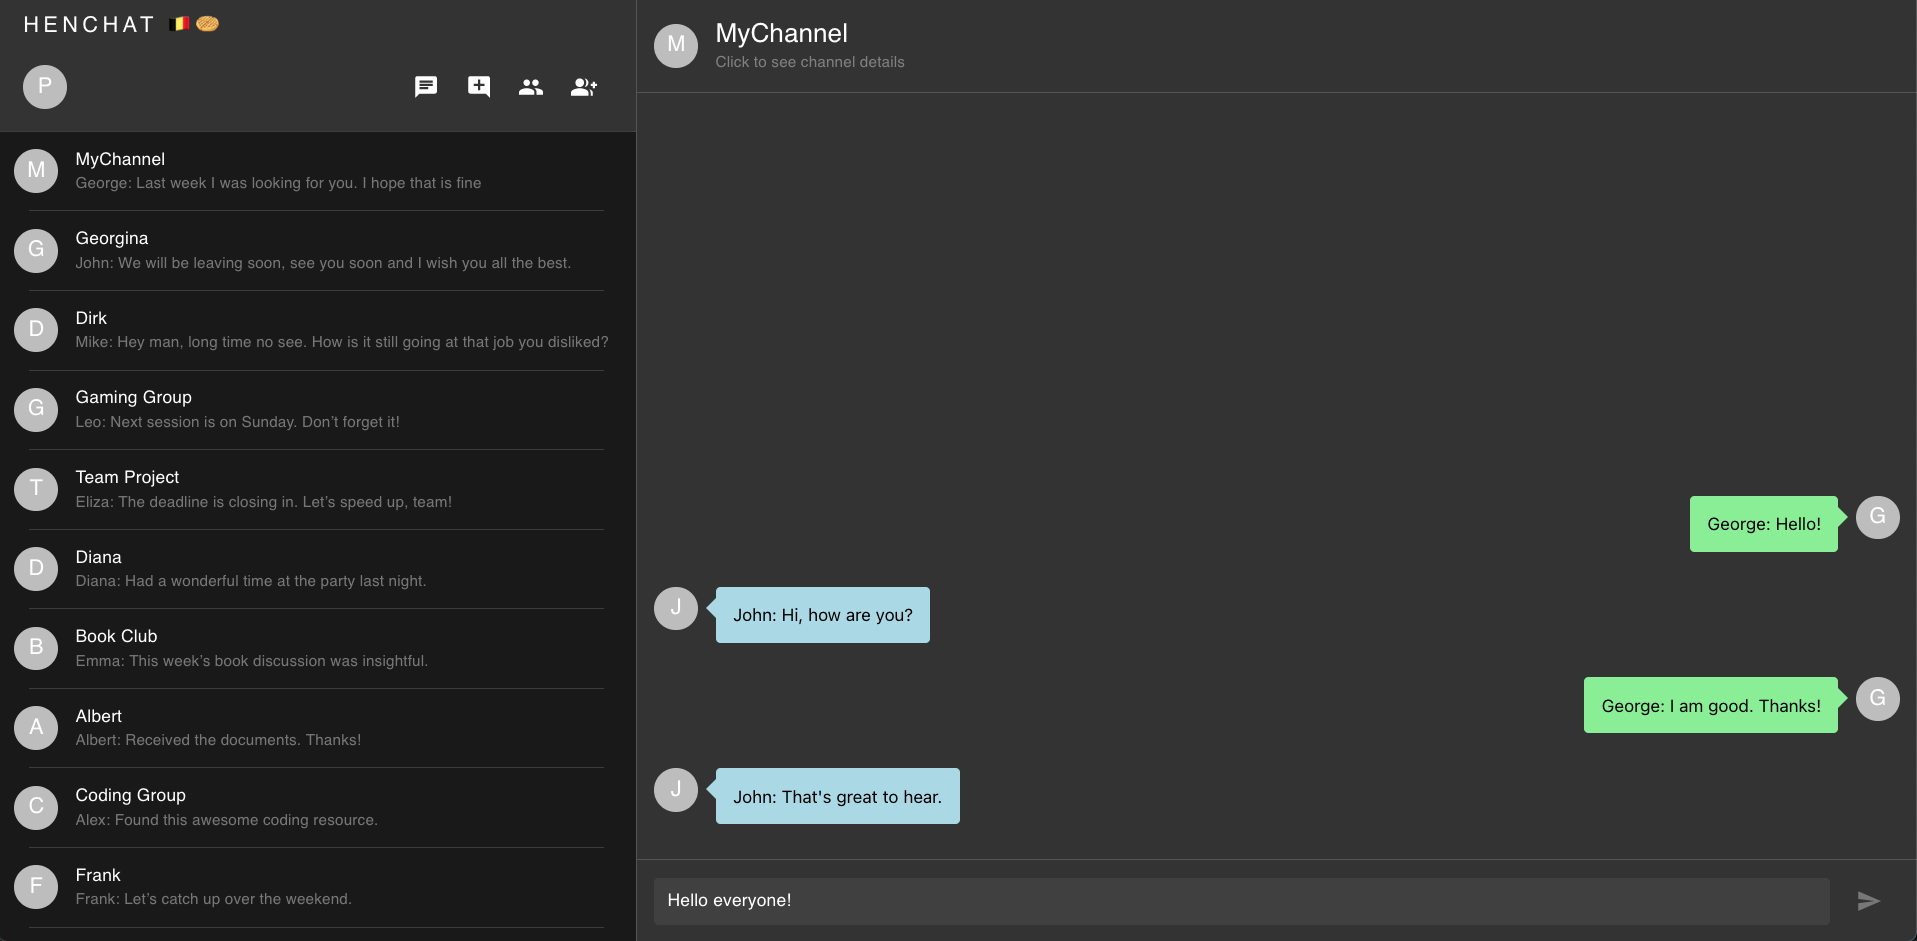 HENCHAT 🇧🇪🥯
P
M
MyChannel
George: Last week I was looking for you. I hope that is fine
G
Georgina
John: We will be leaving soon, see you soon and I wish you all the best.
D
Dirk
Mike: Hey man, long time no see. How is it still going at that job you disliked?
G
Gaming Group
Leo: Next session is on Sunday. Don’t forget it!
T
Team Project
Eliza: The deadline is closing in. Let’s speed up, team!
D
Diana
Diana: Had a wonderful time at the party last night.
B
Book Club
Emma: This week’s book discussion was insightful.
A
Albert
Albert: Received the documents. Thanks!
C
Coding Group
Alex: Found this awesome coding resource.
F
Frank
Frank: Let’s catch up over the weekend.
M
MyChannel
Click to see channel details
George: Hello!
G
J
John: Hi, how are you?
George: I am good. Thanks!
G
J
John: That's great to hear.
Hello everyone!